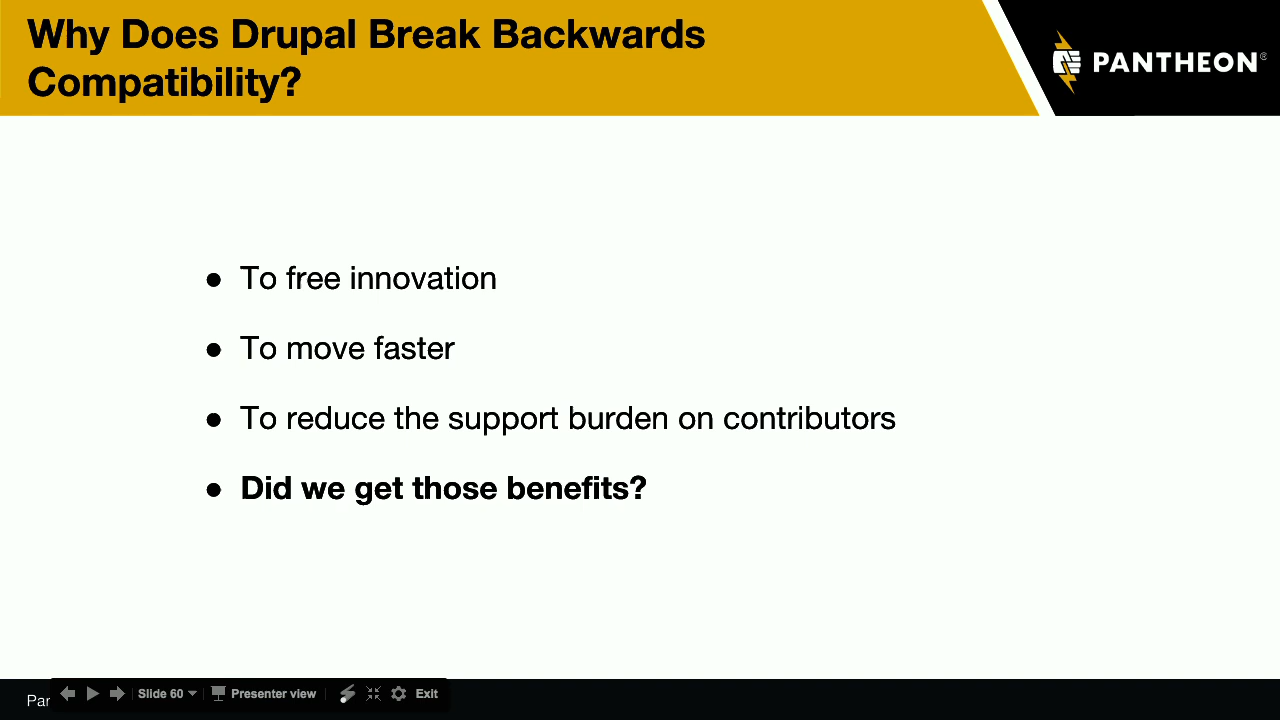 Why Does Drupal Break Backwards
Compatibility?
PANTHEON®
● To free innovation
● To move faster
● To reduce the support burden on contributors
● Did we get those benefits?
Par
Slide 60
Presenter view
Exit